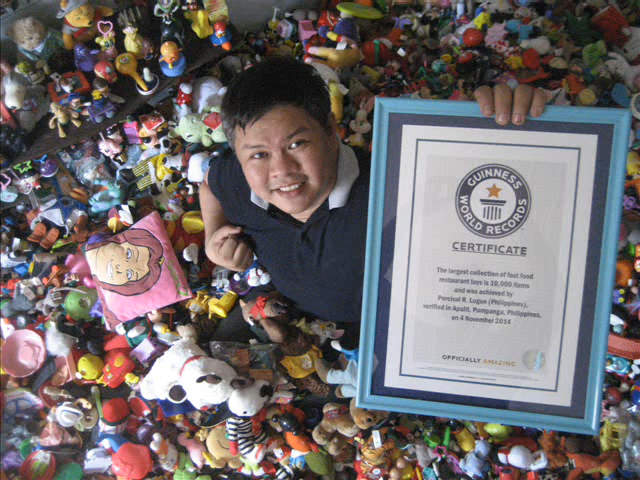 GUINNESS
WORLD RECORDS
CERTIFICATE
The largest collection of fast food
restaurant toys is 10,000 items
and was achieved by
Percival R. Lugue (Philippines),
verified in Apalit, Pampanga, Philippines,
on 4 November 2014
OFFICIALLY AMAZING